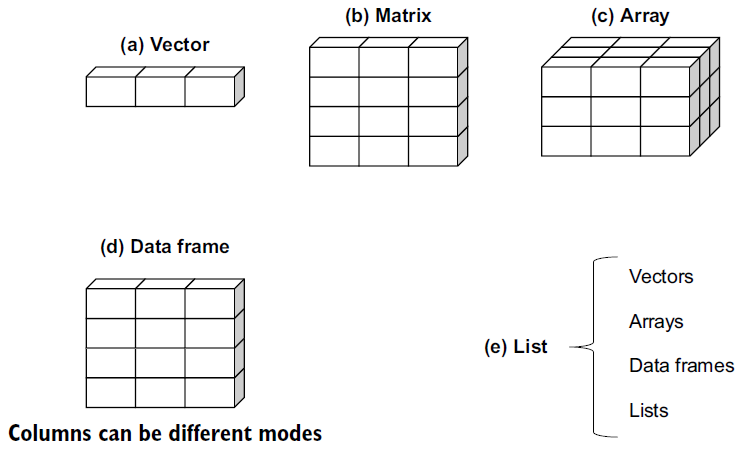 (a) Vector
(b) Matrix
(c) Array
(d) Data frame
Columns can be different modes
(e) List
Vectors
Arrays
Data frames
Lists